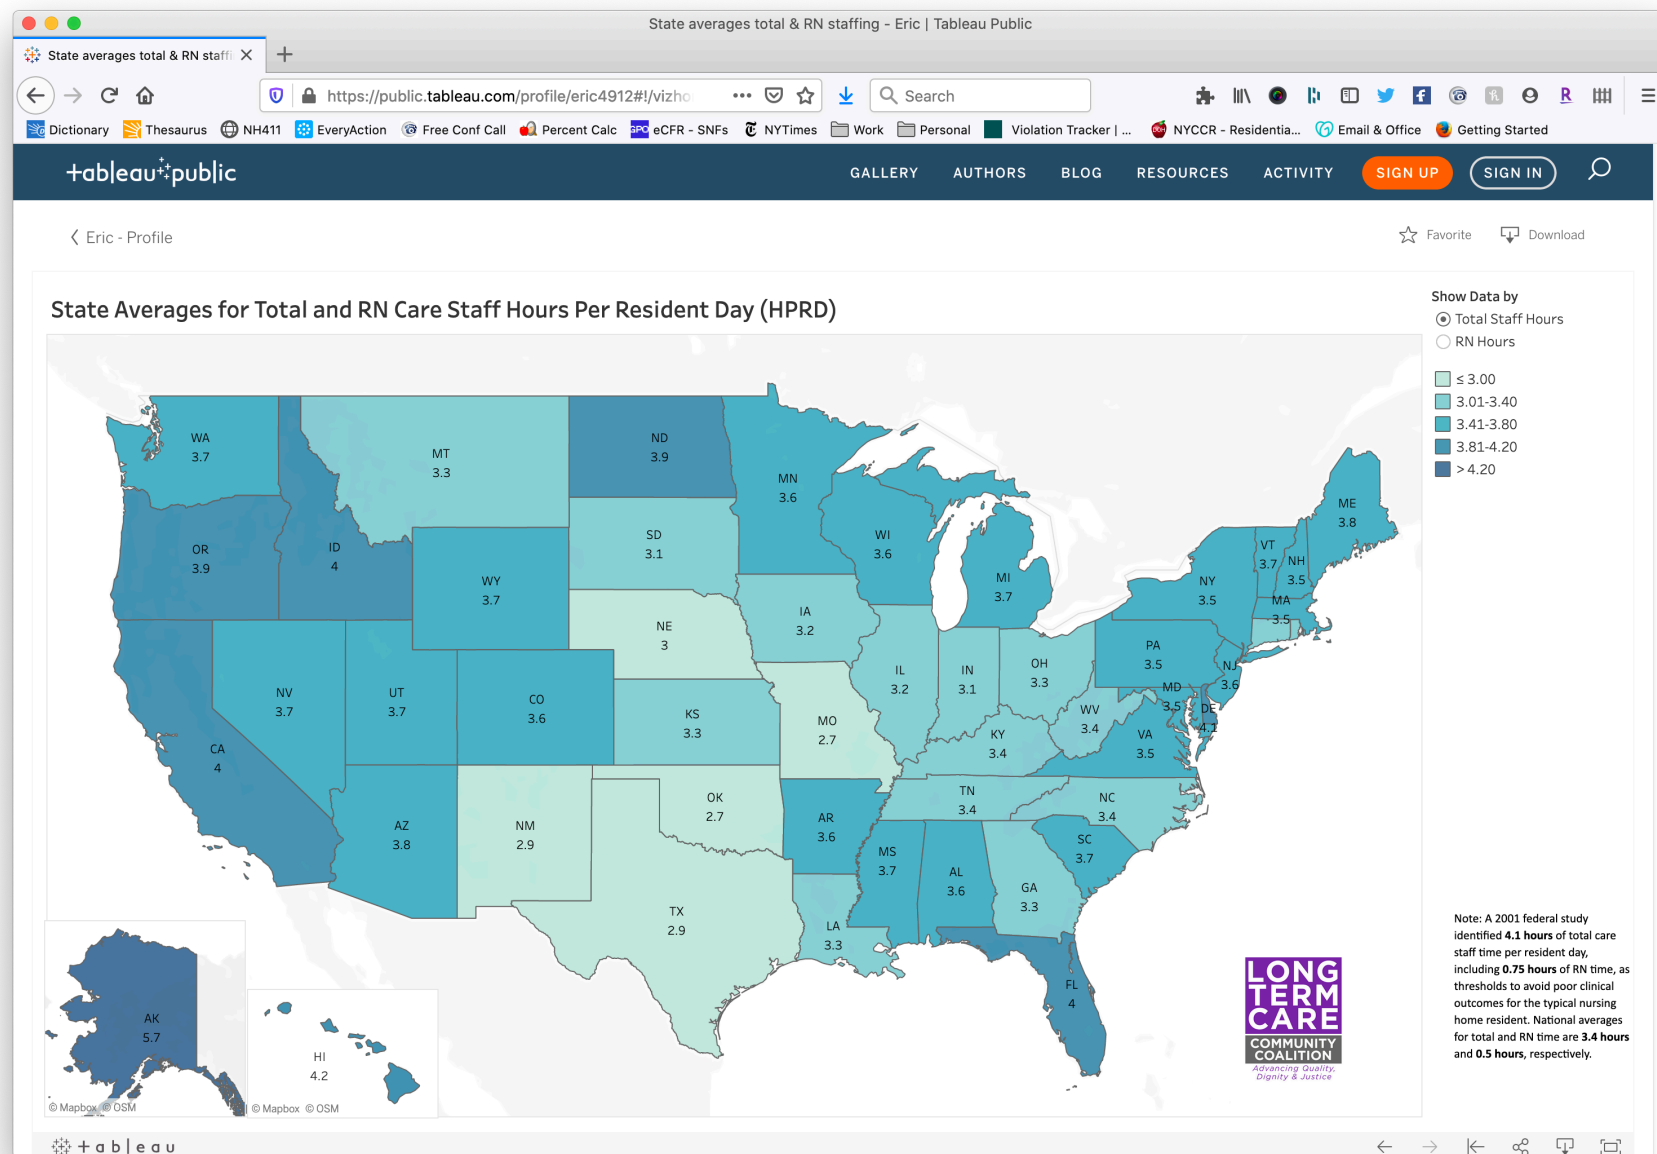 State averages total & RN staffing - Eric | Tableau Public
State averages total & RN staffi
https://public.tableau.com/profile/eric4912#!/vizho
Search
Dictionary Thesaurus NH411 EveryAction Free Conf Call Percent Calc GPO eCFR - SNFs NYTimes Work Personal Violation Tracker | ... NYCCR - Residentia... Email & Office Getting Started
+ableau public
GALLERY AUTHORS BLOG RESOURCES ACTIVITY SIGN UP SIGN IN
Eric - Profile
Favorite Download
State Averages for Total and RN Care Staff Hours Per Resident Day (HPRD)
Show Data by
Total Staff Hours
RN Hours
≤ 3.00
3.01-3.40
3.41-3.80
3.81-4.20
> 4.20
WA
3.7
MT
3.3
ND
3.9
MN
3.6
OR
3.9
ID
4
WY
3.7
SD
3.1
WI
3.6
MI
3.7
ME
3.8
VT
3.7
NH
3.5
NY
3.5
MA
3.5
NE
3
IA
3.2
PA
3.5
NJ
3.6
NV
3.7
UT
3.7
CO
3.6
KS
3.3
MO
2.7
IL
3.2
IN
3.1
OH
3.3
WV
3.4
MD
3.5
DE
4.1
VA
3.5
KY
3.4
CA
4
AZ
3.8
NM
2.9
OK
2.7
AR
3.6
TN
3.4
NC
3.4
SC
3.7
MS
3.7
AL
3.6
GA
3.3
TX
2.9
LA
3.3
FL
4
AK
5.7
HI
4.2
© Mapbox © OSM
© Mapbox © OSM
LONG
TERM
CARE
COMMUNITY
COALITION
Advancing Quality,
Dignity & Justice
Note: A 2001 federal study
identified 4.1 hours of total care
staff time per resident day,
including 0.75 hours of RN time, as
thresholds to avoid poor clinical
outcomes for the typical nursing
home resident. National averages
for total and RN time are 3.4 hours
and 0.5 hours, respectively.
+ableau